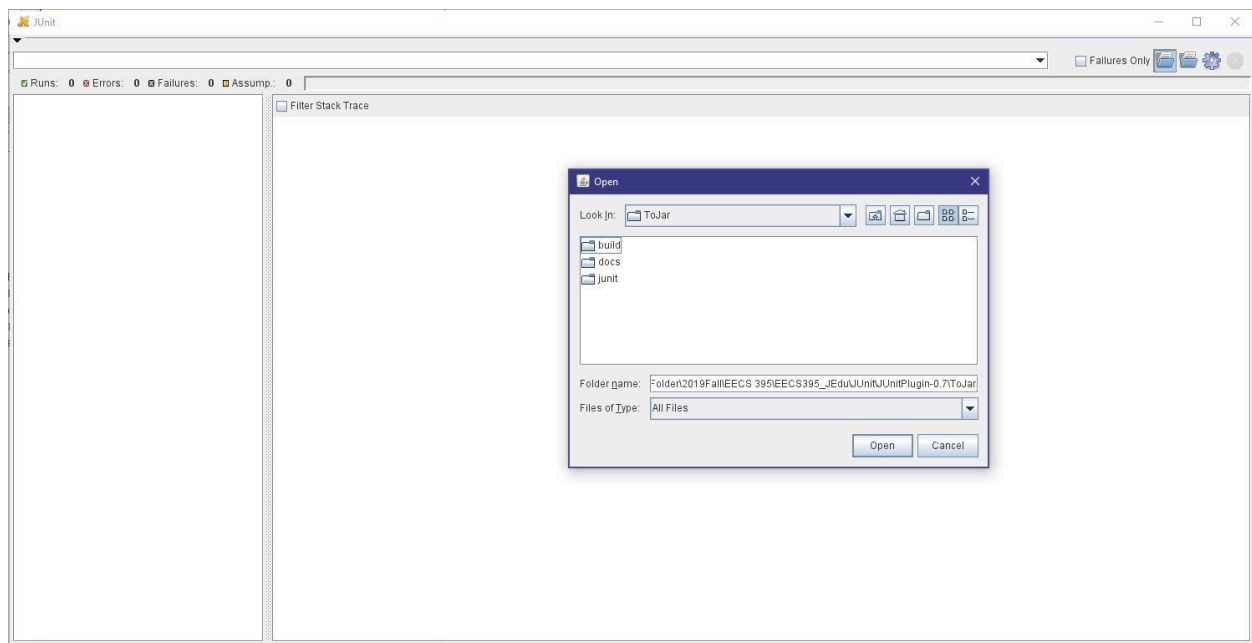 JUnit
Failures Only
Runs: 0 Errors: 0 Failures: 0 Assump.: 0
Filter Stack Trace
Open
Look In: ToJar
build
docs
junit
Folder name: Folder\2019Fall\EECS 395\EECS395_JEdu\JUnit\JUnitPlugin-0.7\ToJar
Files of Type: All Files
Open Cancel